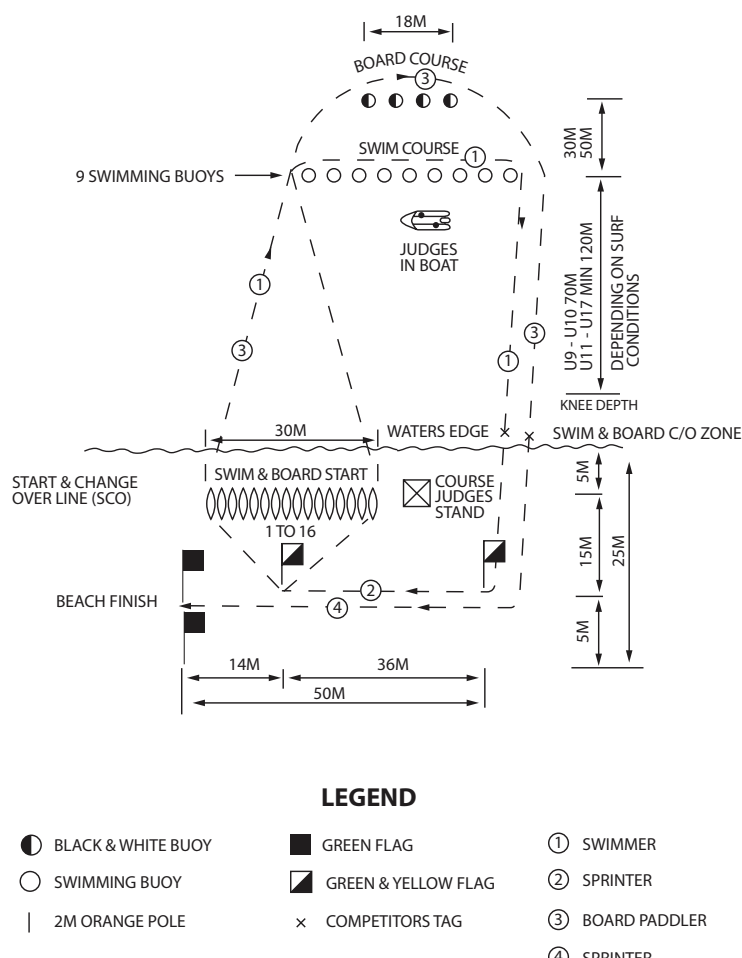 18M
BOARD COURSE
3
SWIM COURSE
1
9 SWIMMING BUOYS
30M
50M
JUDGES
IN BOAT
U9 - U10 70M
U11 - U17 MIN 120M
DEPENDING ON SURF
CONDITIONS
1
3
3
1
KNEE DEPTH
30M
WATERS EDGE
SWIM & BOARD C/O ZONE
START & CHANGE
OVER LINE (SCO)
SWIM & BOARD START
COURSE
JUDGES
STAND
5M
1 TO 16
15M
25M
2
BEACH FINISH
4
5M
14M
36M
50M
LEGEND
BLACK & WHITE BUOY
SWIMMING BUOY
2M ORANGE POLE
GREEN FLAG
GREEN & YELLOW FLAG
COMPETITORS TAG
1 SWIMMER
2 SPRINTER
3 BOARD PADDLER
4 SPRINTER